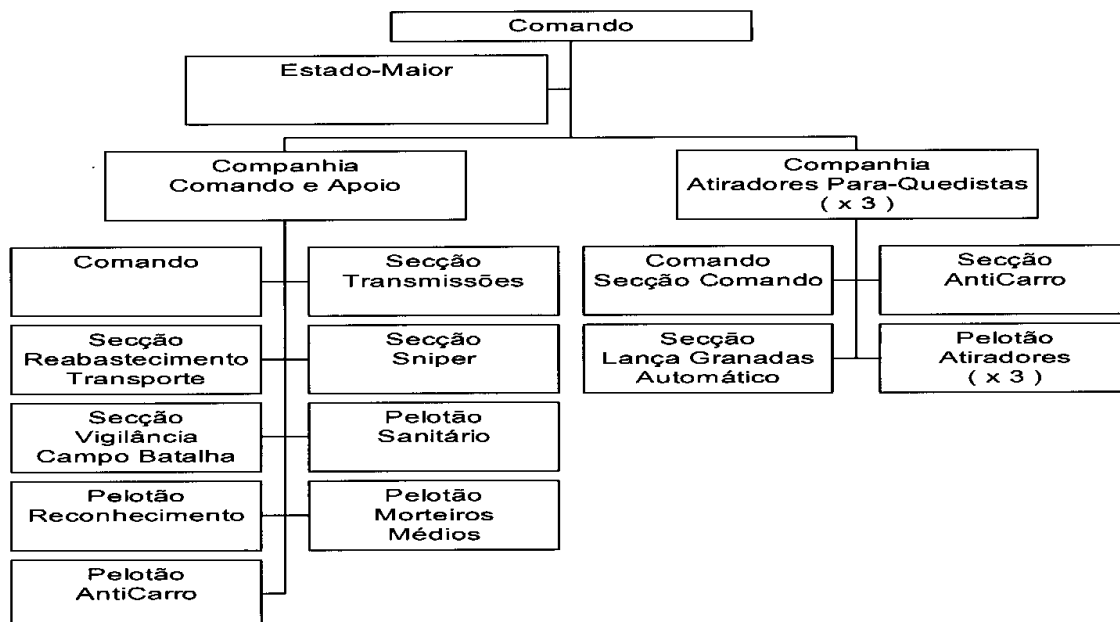 Comando
Estado-Maior
Companhia
Comando e Apoio
Companhia
Atiradores Para-Quedistas
( x 3 )
Comando
Secção
Transmissões
Secção
Reabastecimento
Transporte
Secção
Sniper
Secção
Vigilância
Campo Batalha
Pelotão
Sanitário
Pelotão
Reconhecimento
Pelotão
Morteiros
Médios
Pelotão
AntiCarro
Comando
Secção Comando
Secção
AntiCarro
Secção
Lança Granadas
Automático
Pelotão
Atiradores
( x 3 )